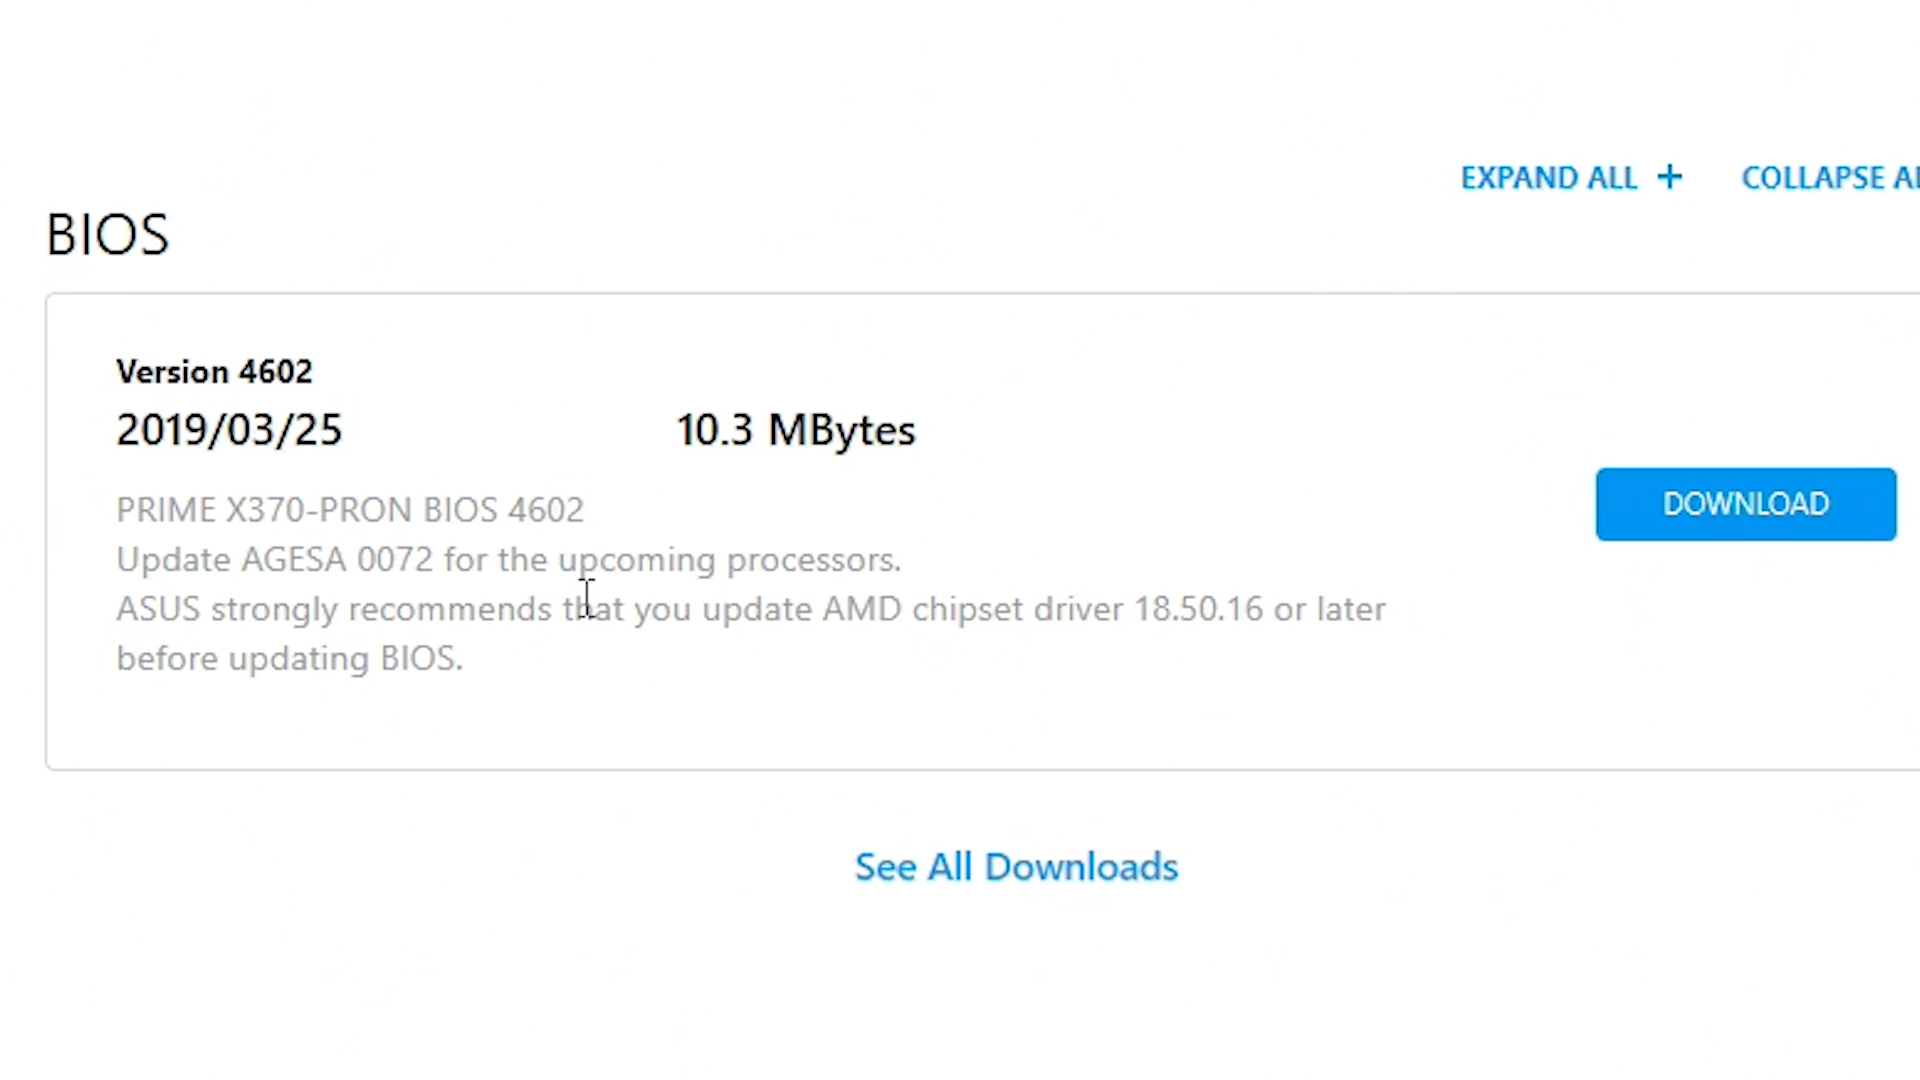 EXPAND ALL + COLLAPSE
BIOS
Version 4602
2019/03/25 10.3 MBytes
PRIME X370-PRON BIOS 4602
Update AGESA 0072 for the upcoming processors.
DOWNLOAD
ASUS strongly recommends that you update AMD chipset driver 18.50.16 or later
before updating BIOS.
See All Downloads